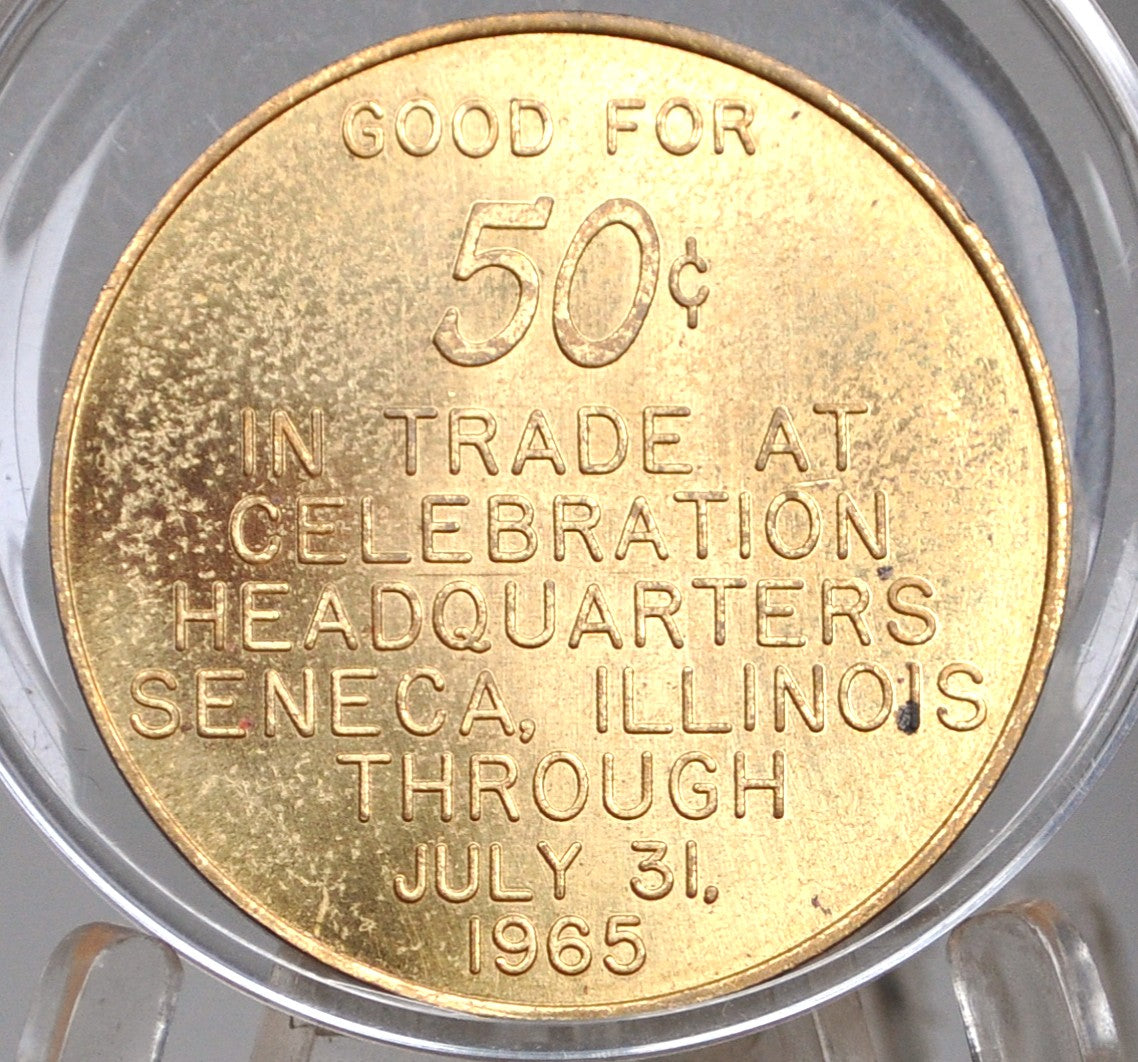 GOOD FOR
50¢
IN TRADE AT
CELEBRATION
HEADQUARTERS
SENECA, ILLINOIS
THROUGH
JULY 31,
1965